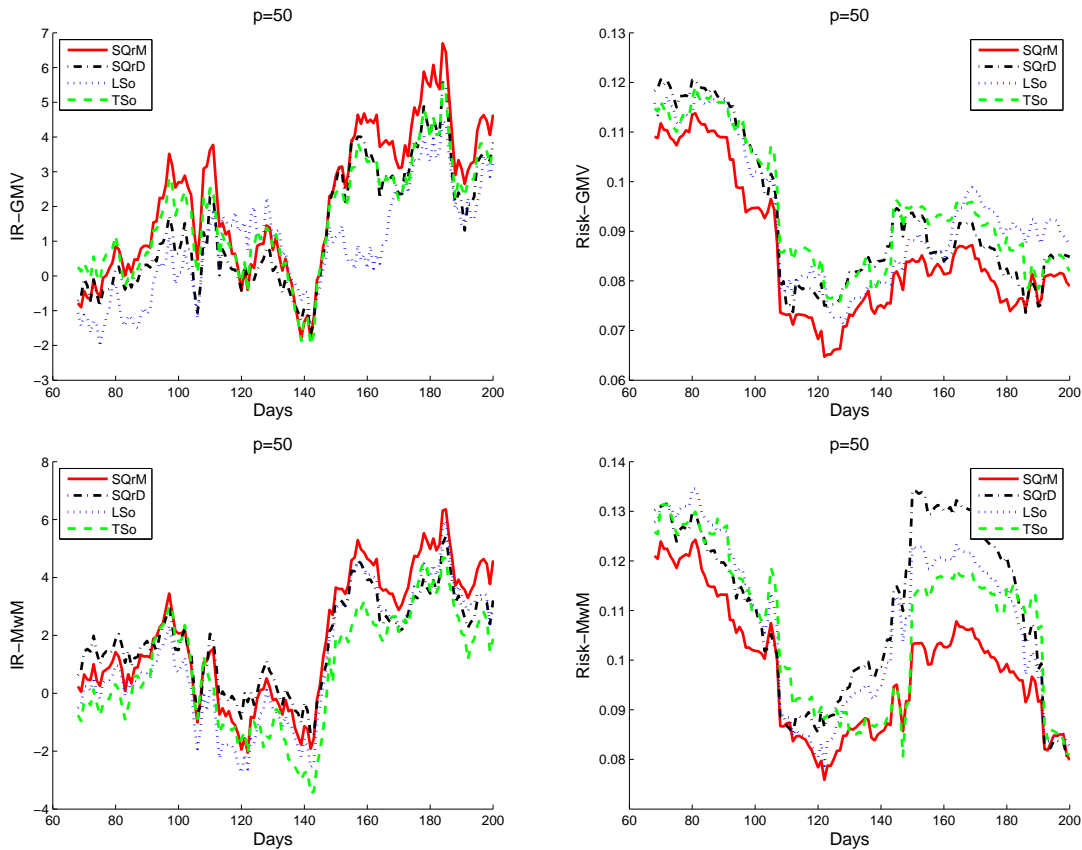 p=50
IR−GMV
7
6
5
4
3
2
1
0
−1
−2
−3
60 80 100 120 140 160 180 200
Days
SQrM
SQrD
LSo
TSo
p=50
Risk−GMV
0.13
0.12
0.11
0.1
0.09
0.08
0.07
0.06
60 80 100 120 140 160 180 200
Days
SQrM
SQrD
LSo
TSo
p=50
IR−MwM
8
6
4
2
0
−2
−4
60 80 100 120 140 160 180 200
Days
SQrM
SQrD
LSo
TSo
p=50
Risk−MwM
0.14
0.13
0.12
0.11
0.1
0.09
0.08
60 80 100 120 140 160 180 200
Days
SQrM
SQrD
LSo
TSo